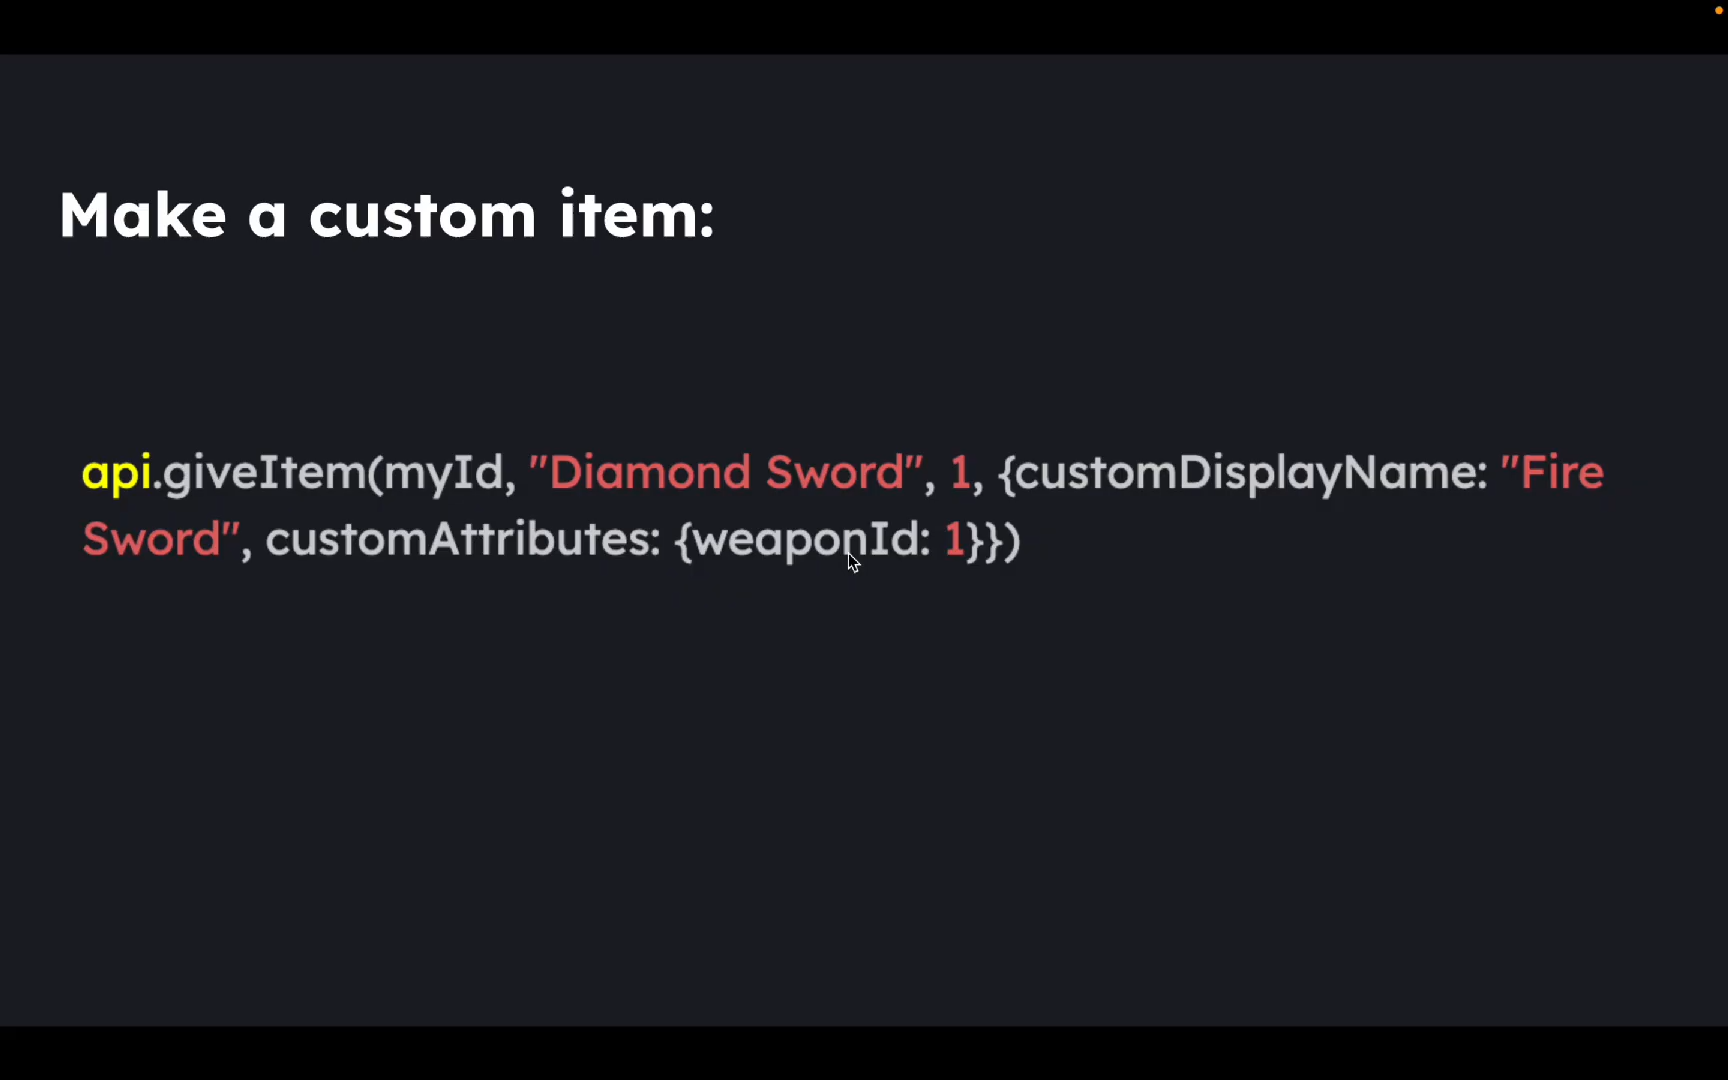 Make a custom item:
api.giveItem(myId, "Diamond Sword", 1, {customDisplayName: "Fire
Sword", customAttributes: {weaponId: 1}})